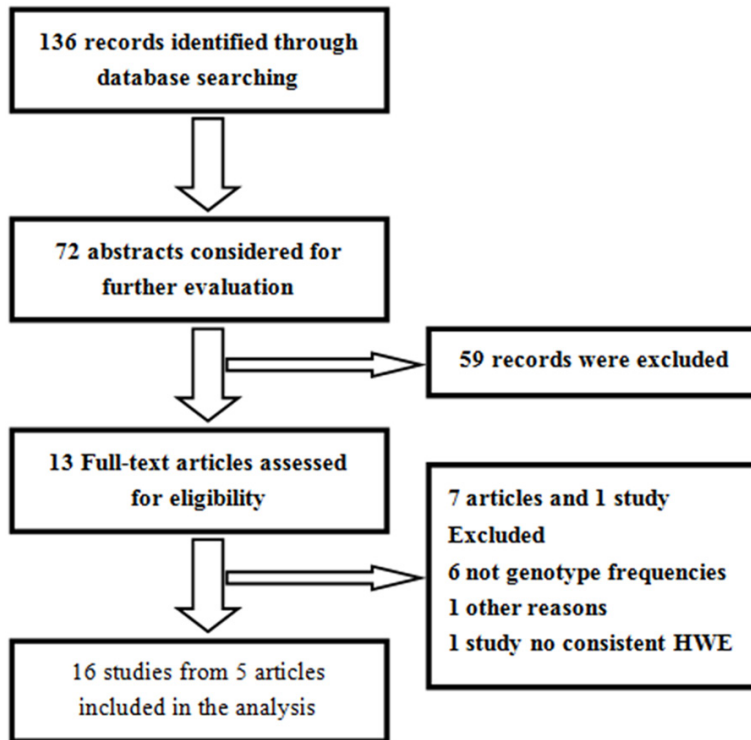 136 records identified through
database searching
72 abstracts considered for
further evaluation
59 records were excluded
13 Full-text articles assessed
for eligibility
7 articles and 1 study
Excluded
6 not genotype frequencies
1 other reasons
1 study no consistent HWE
16 studies from 5 articles
included in the analysis